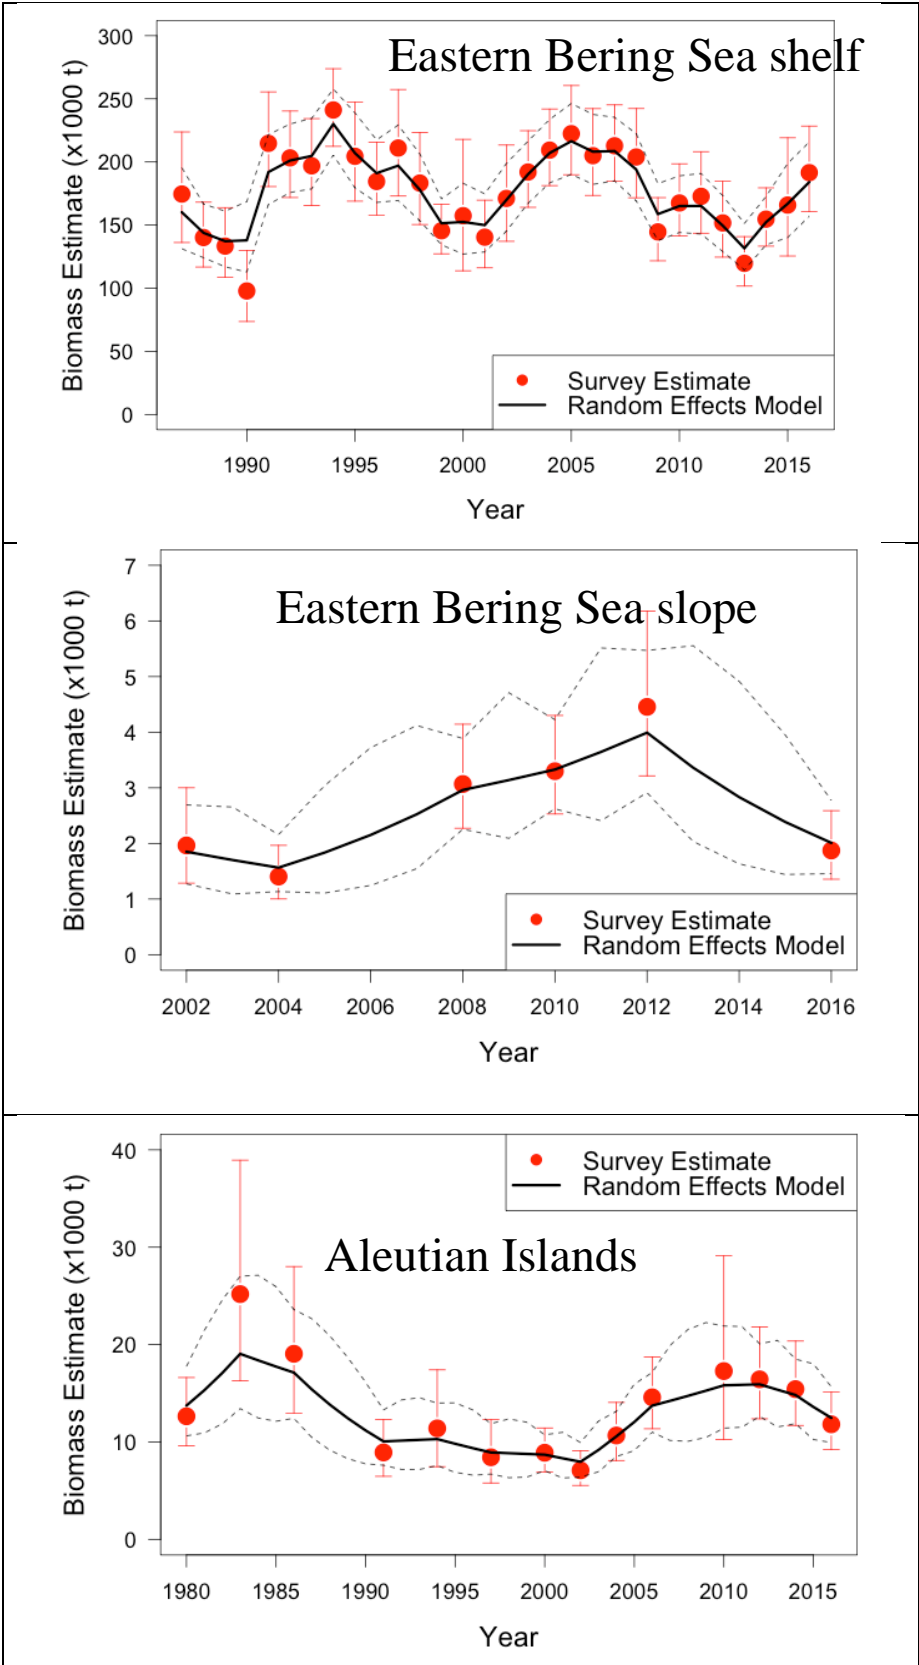 Eastern Bering Sea shelf
300
250
200
150
100
50
0
Biomass Estimate (x1000 t)
Survey Estimate
Random Effects Model
1990 1995 2000 2005 2010 2015
Year
Eastern Bering Sea slope
7
6
5
4
3
2
1
0
Biomass Estimate (x1000 t)
Survey Estimate
Random Effects Model
2002 2004 2006 2008 2010 2012 2014 2016
Year
Survey Estimate
Random Effects Model
Aleutian Islands
40
30
20
10
0
Biomass Estimate (x1000 t)
1980 1985 1990 1995 2000 2005 2010 2015
Year